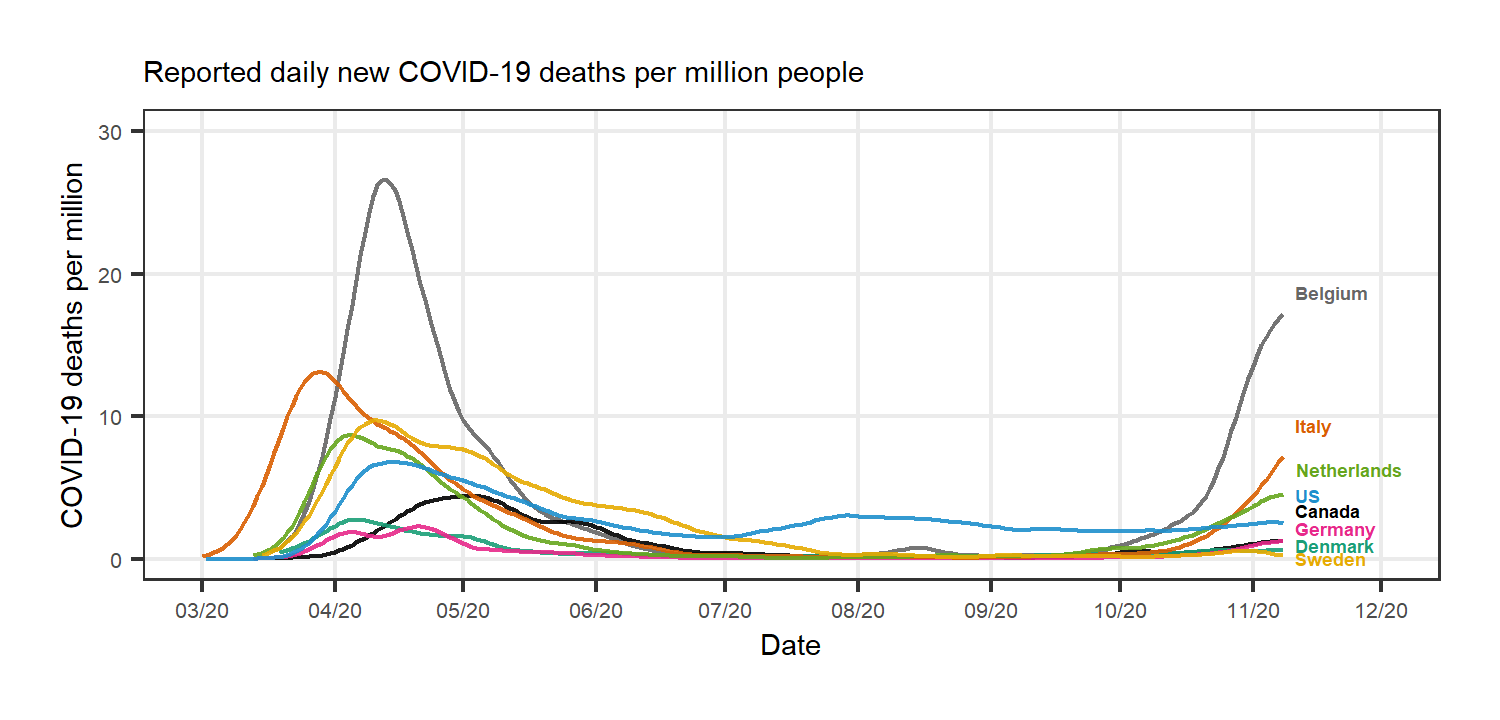 Reported daily new COVID-19 deaths per million people
COVID-19 deaths per million
30
20
10
0
Belgium
Italy
Netherlands
US
Canada
Germany
Denmark
Sweden
03/20 04/20 05/20 06/20 07/20 08/20 09/20 10/20 11/20 12/20
Date